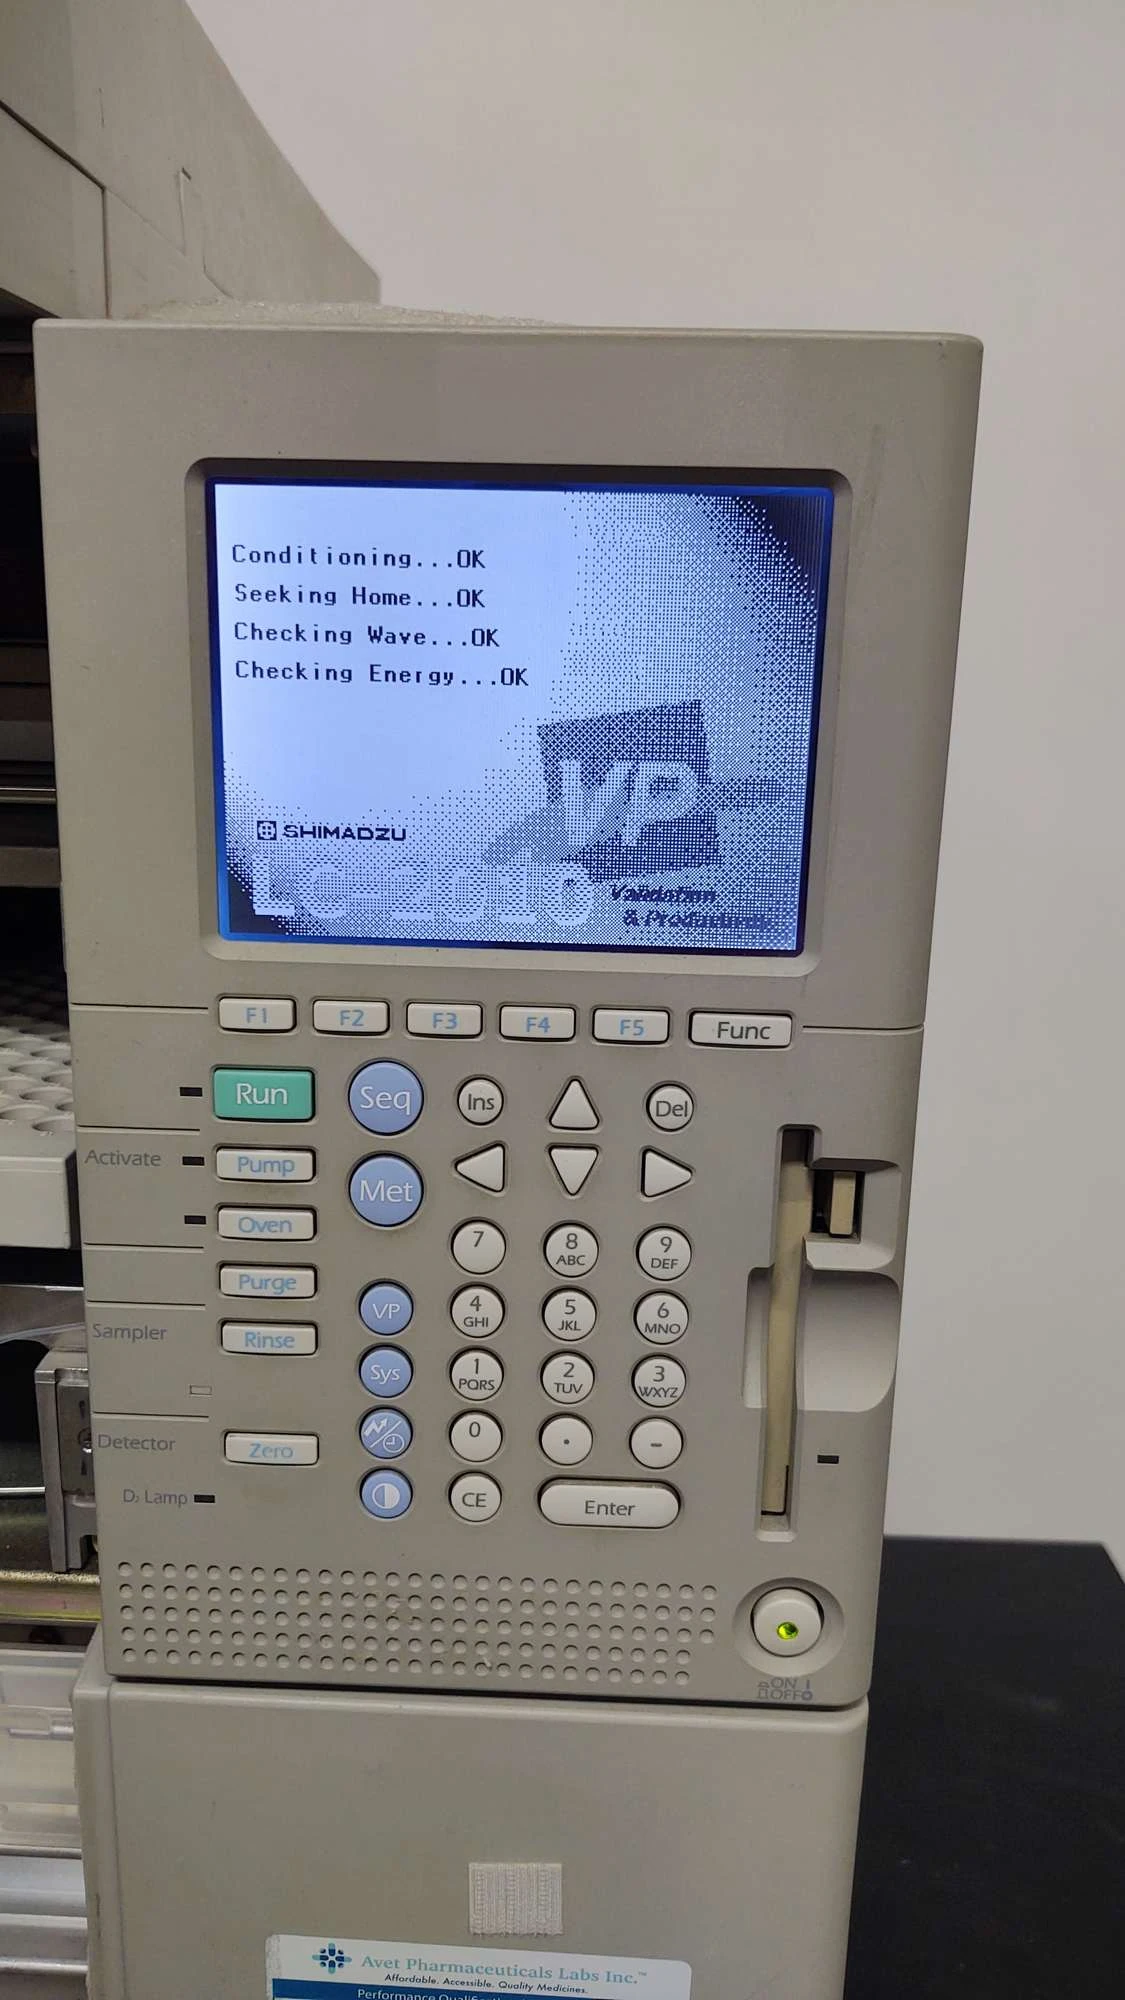 Conditioning...OK
Seeking Home...OK
Checking Wave...OK
Checking Energy...OK
VP
SHIMADZU
LC-2010
Validation
& Productivity
F1 F2 F3 F4 F5 Func
Run Seq Ins Del
Activate Pump Met
Oven
7 8 ABC 9 DEF
Purge
VP 4 GHI 5 JKL 6 MNO
Sampler Rinse
Sys 1 PQRS 2 TUV 3 WXYZ
0 . -
Detector Zero
D₂ Lamp CE Enter
ON
OFF
Avet Pharmaceuticals Labs Inc.™
Affordable. Accessible. Quality Medicines.
Performance